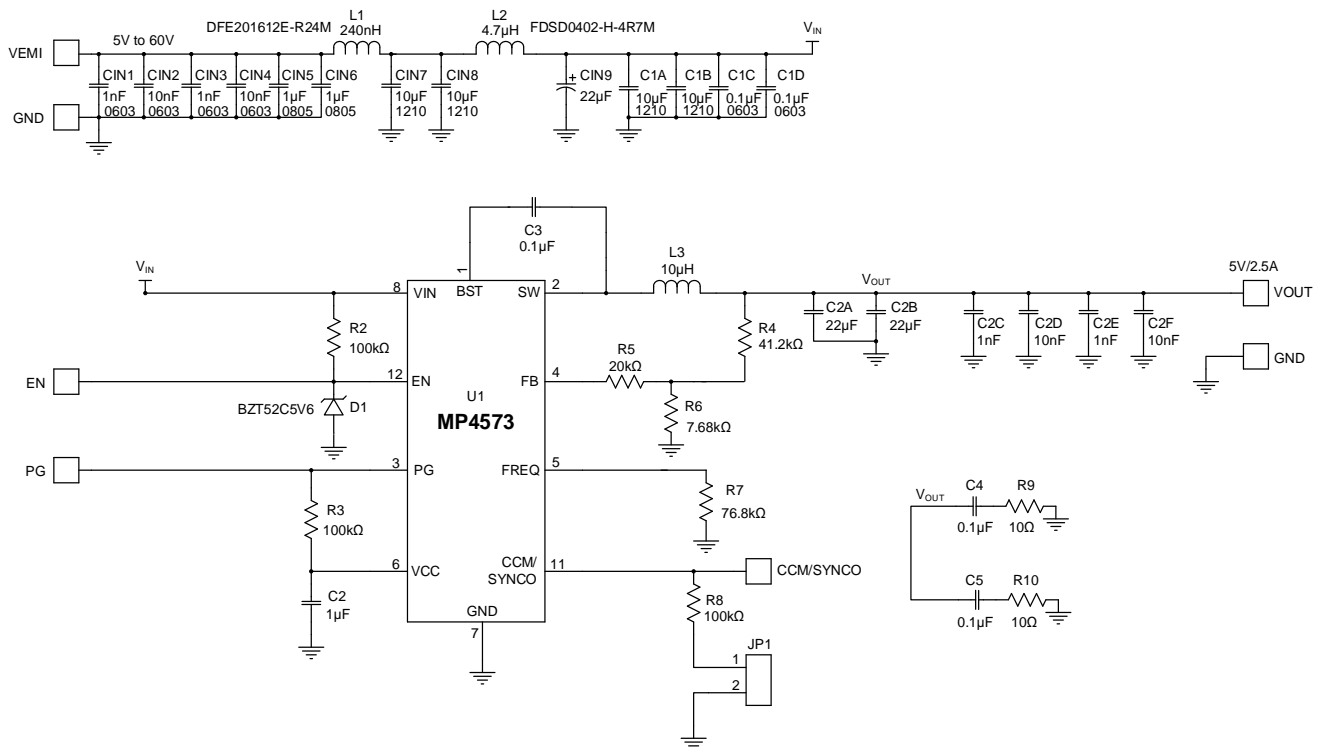 DFE201612E-R24M
L1
240nH
L2
4.7µH
FDSD0402-H-4R7M
VEMI
5V to 60V
VIN
CIN1
1nF
0603
CIN2
10nF
0603
CIN3
1nF
0603
CIN4
10nF
0603
CIN5
1µF
0805
CIN6
1µF
0805
CIN7
10µF
1210
CIN8
10µF
1210
+
CIN9
22µF
C1A
10µF
1210
C1B
10µF
1210
C1C
0.1µF
0603
C1D
0.1µF
0603
GND
C3
0.1µF
VIN
8
VIN
1
BST
SW
2
L3
10µH
VOUT
5V/2.5A
VOUT
R2
100kΩ
R4
41.2kΩ
C2A
22µF
C2B
22µF
C2C
1nF
C2D
10nF
C2E
1nF
C2F
10nF
GND
EN
12
EN
U1
MP4573
FB
4
R5
20kΩ
BZT52C5V6
D1
R6
7.68kΩ
PG
3
PG
FREQ
5
R7
76.8kΩ
R3
100kΩ
6
VCC
C2
1µF
CCM/
SYNCO
11
CCM/SYNCO
R8
100kΩ
GND
7
JP1
1
2
VOUT
C4
0.1µF
R9
10Ω
C5
0.1µF
R10
10Ω